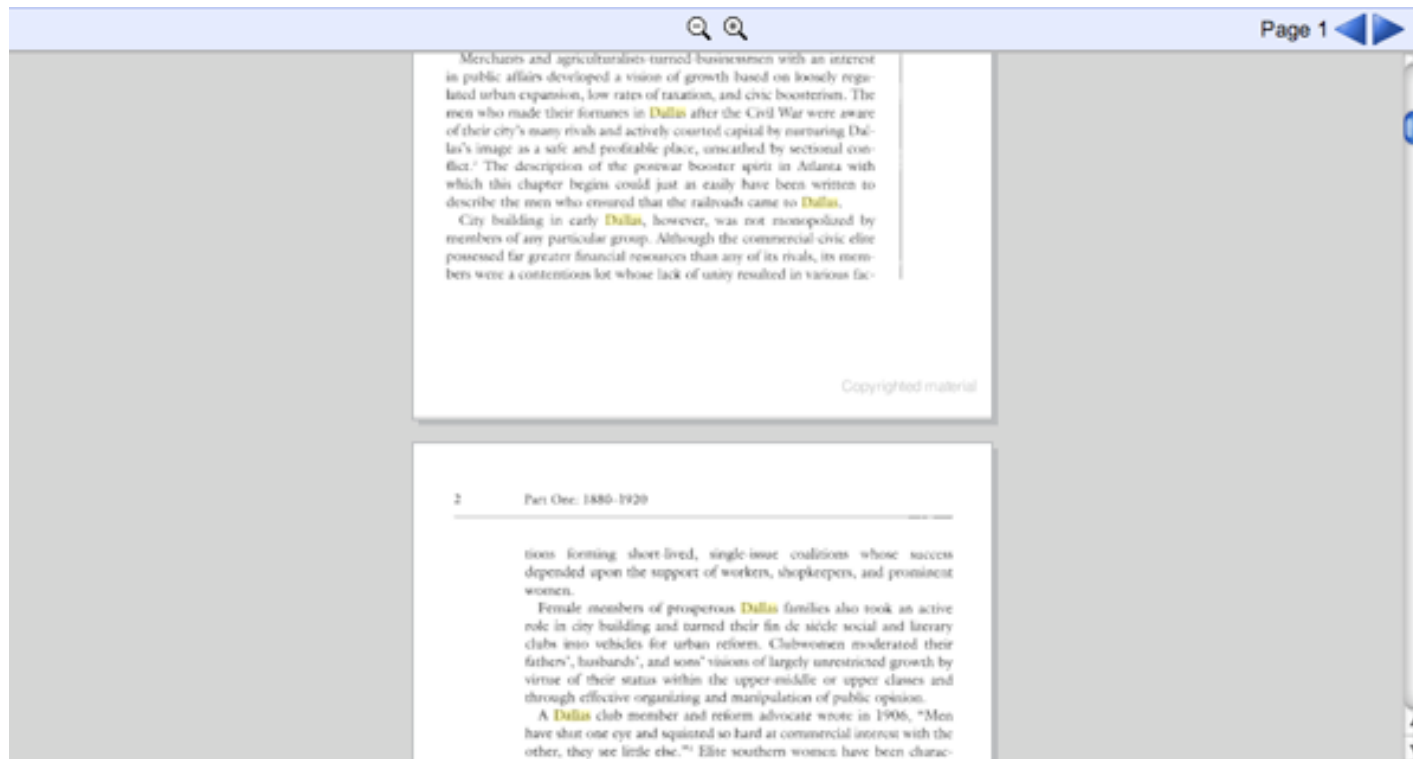 Page 1
Merchants and agriculturalists-turned-businessmen with an interest
in public affairs developed a vision of growth based on loosely regu-
lated urban expansion, low rates of taxation, and civic boosterism. The
men who made their fortunes in Dallas after the Civil War were aware
of their city's many rivals and actively courted capital by nurturing Dal-
las's image as a safe and profitable place, unscathed by sectional con-
flict. The description of the postwar booster spirit in Atlanta with
which this chapter begins could just as easily have been written to
describe the men who ensured that the railroads came to Dallas.
City building in early Dallas, however, was not monopolized by
members of any particular group. Although the commercial-civic elite
possessed far greater financial resources than any of its rivals, its mem-
bers were a contentious lot whose lack of unity resulted in various fac-
Copyrighted material
2 Part One: 1880-1920
tions forming short-lived, single-issue coalitions whose success
depended upon the support of workers, shopkeepers, and prominent
women.
Female members of prosperous Dallas families also took an active
role in city building and turned their fin de siècle social and literary
clubs into vehicles for urban reform. Clubwomen moderated their
fathers', husbands', and sons' visions of largely unrestricted growth by
virtue of their status within the upper-middle or upper classes and
through effective organizing and manipulation of public opinion.
A Dallas club member and reform advocate wrote in 1906, "Men
have shut one eye and squinted so hard at commercial interest with the
other, they see little else." Elite southern women have been charac-